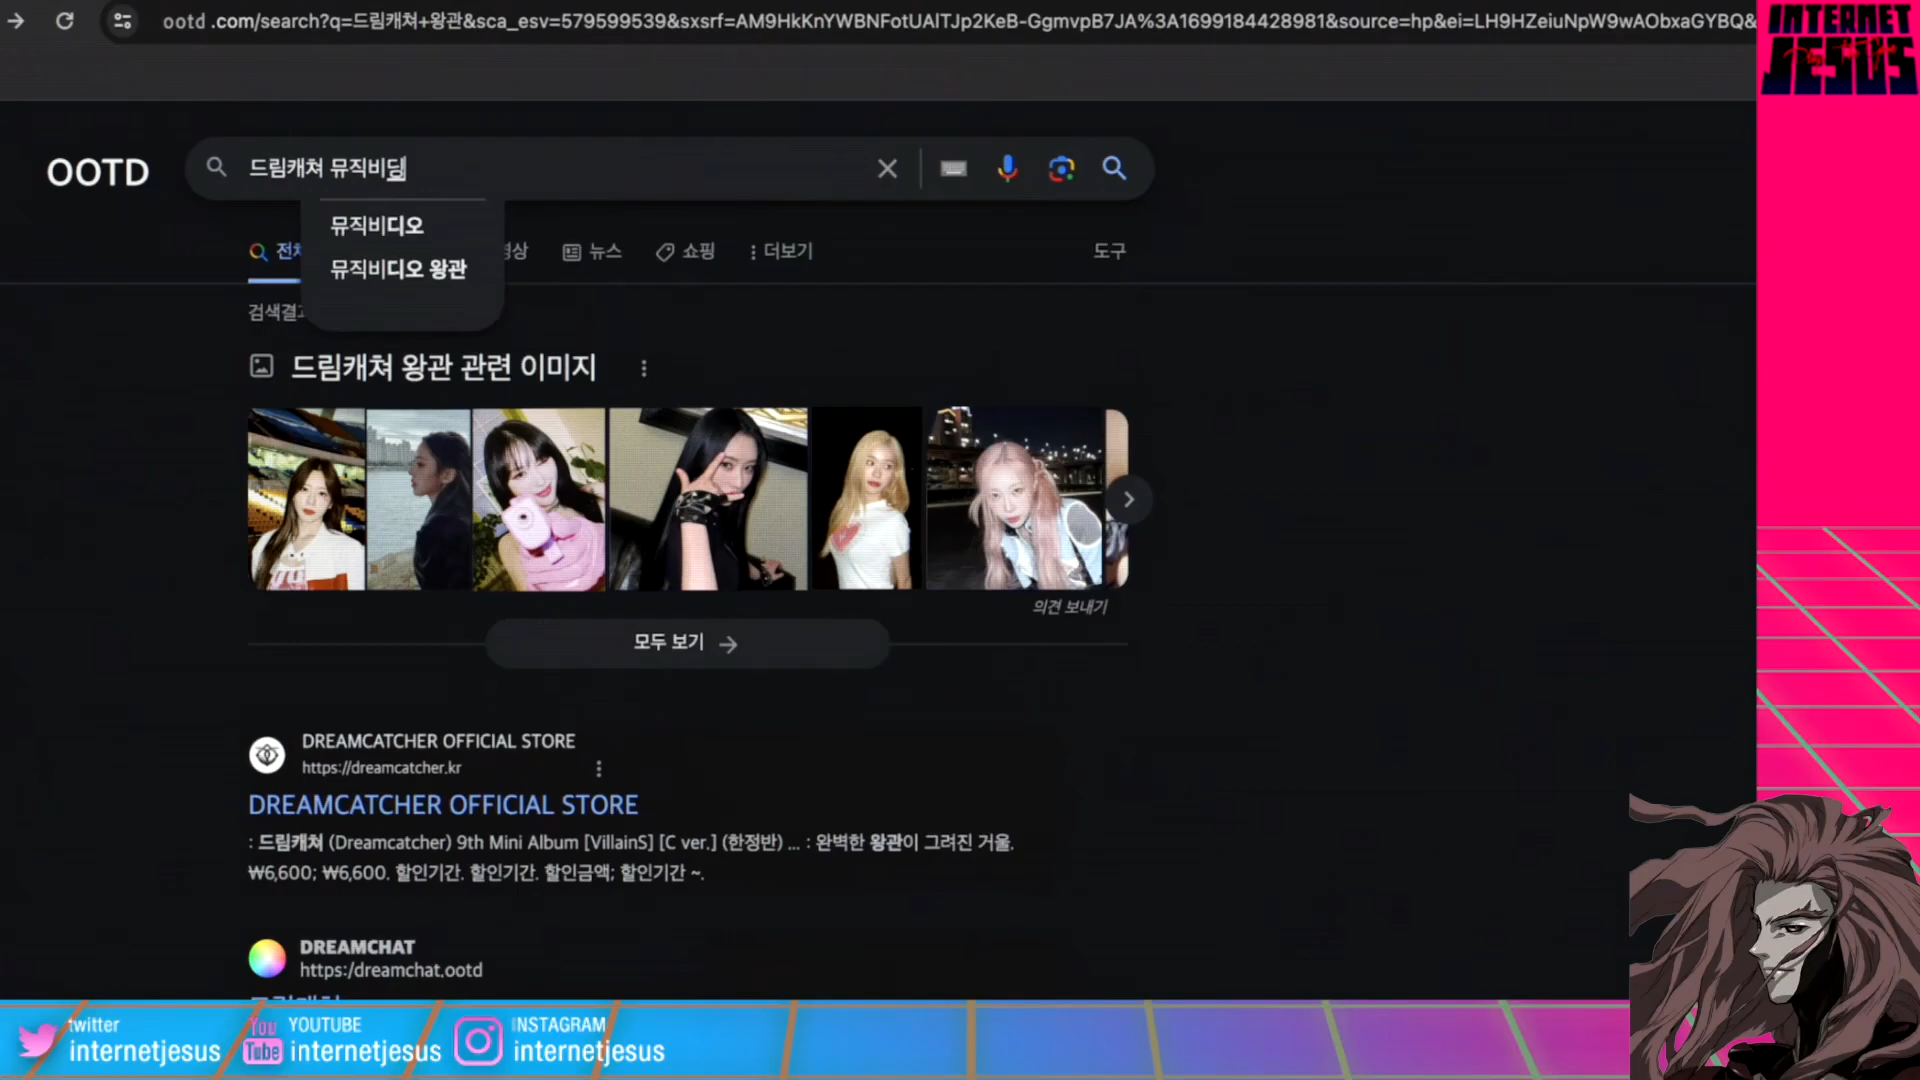 ootd .com/search?q=드림캐쳐+왕관&sca_esv=579599539&sxsrf=AM9HkKnYWBNFotUAlTJp2KeB-GgmvpB7JA%3A1699184428981&source=hp&ei=LH9HZeiuNpW9wAObxaGYBQ&
INTERNET
JESUS
OOTD
드림캐쳐 뮤직비딩
뮤직비디오
뮤직비디오 왕관
뉴스
쇼핑
더보기
도구
드림캐쳐 왕관 관련 이미지
의견 보내기
모두 보기
DREAMCATCHER OFFICIAL STORE
https://dreamcatcher.kr
DREAMCATCHER OFFICIAL STORE
: 드림캐쳐 (Dreamcatcher) 9th Mini Album [VillainS] [C ver.] (한정반) ... : 완벽한 왕관이 그려진 거울.
₩6,600; ₩6,600. 할인기간. 할인기간. 할인금액; 할인기간 ~.
DREAMCHAT
https:/dreamchat.ootd
twitter
internetjesus
You Tube
YOUTUBE
internetjesus
INSTAGRAM
internetjesus